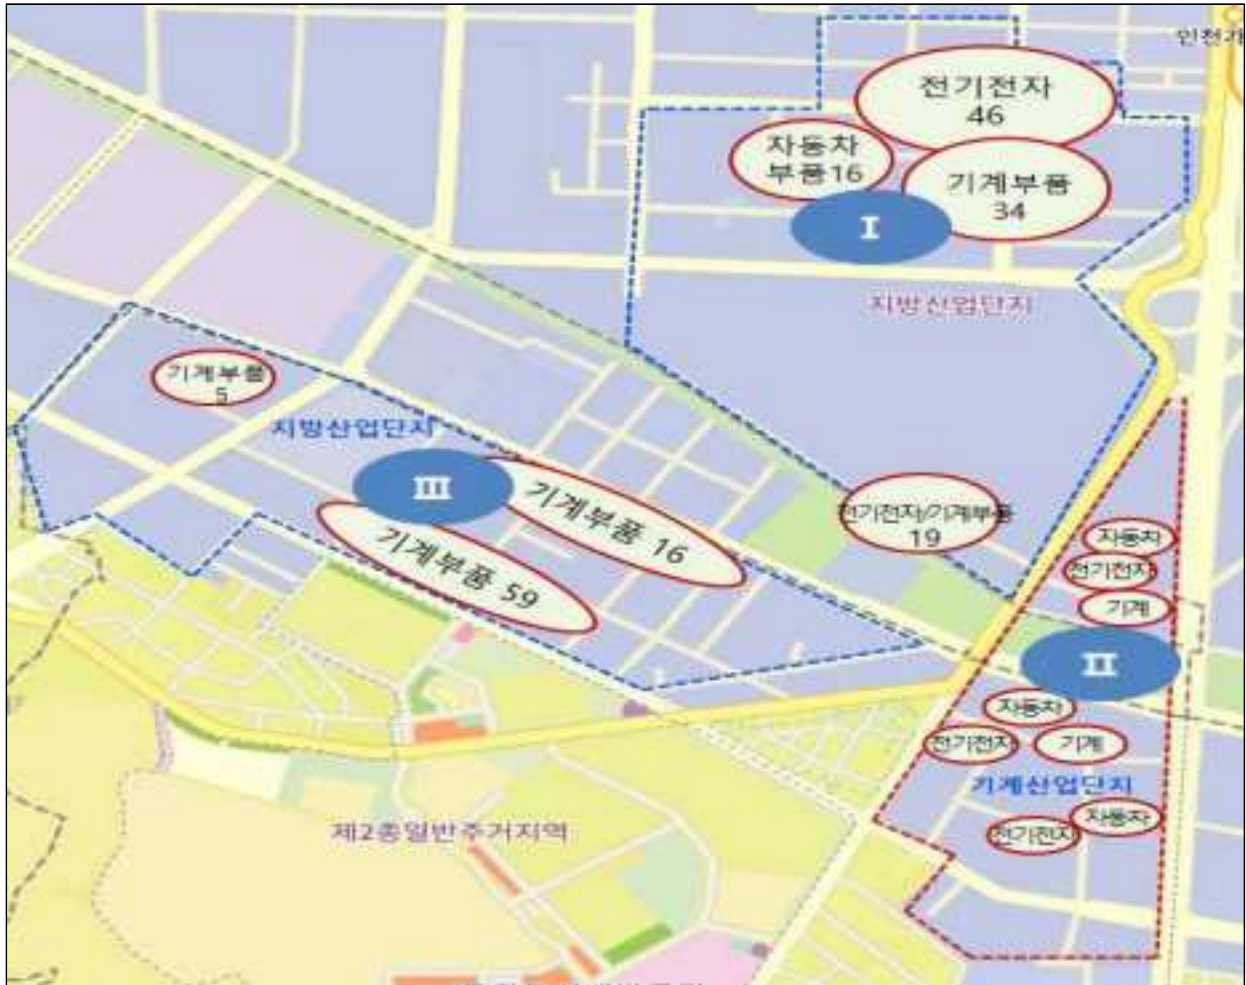 인천가
전기전자
46
자동차
부품16
기계부품
34
I
지방산업단지
기계부품
5
지방산업단지
III
기계부품 16
기계부품 59
전기전자/기계부품
19
자동차
전기전자
기계
II
자동차
전기전자
기계
기계산업단지
자동차
전기전자
제2종일반주거지역